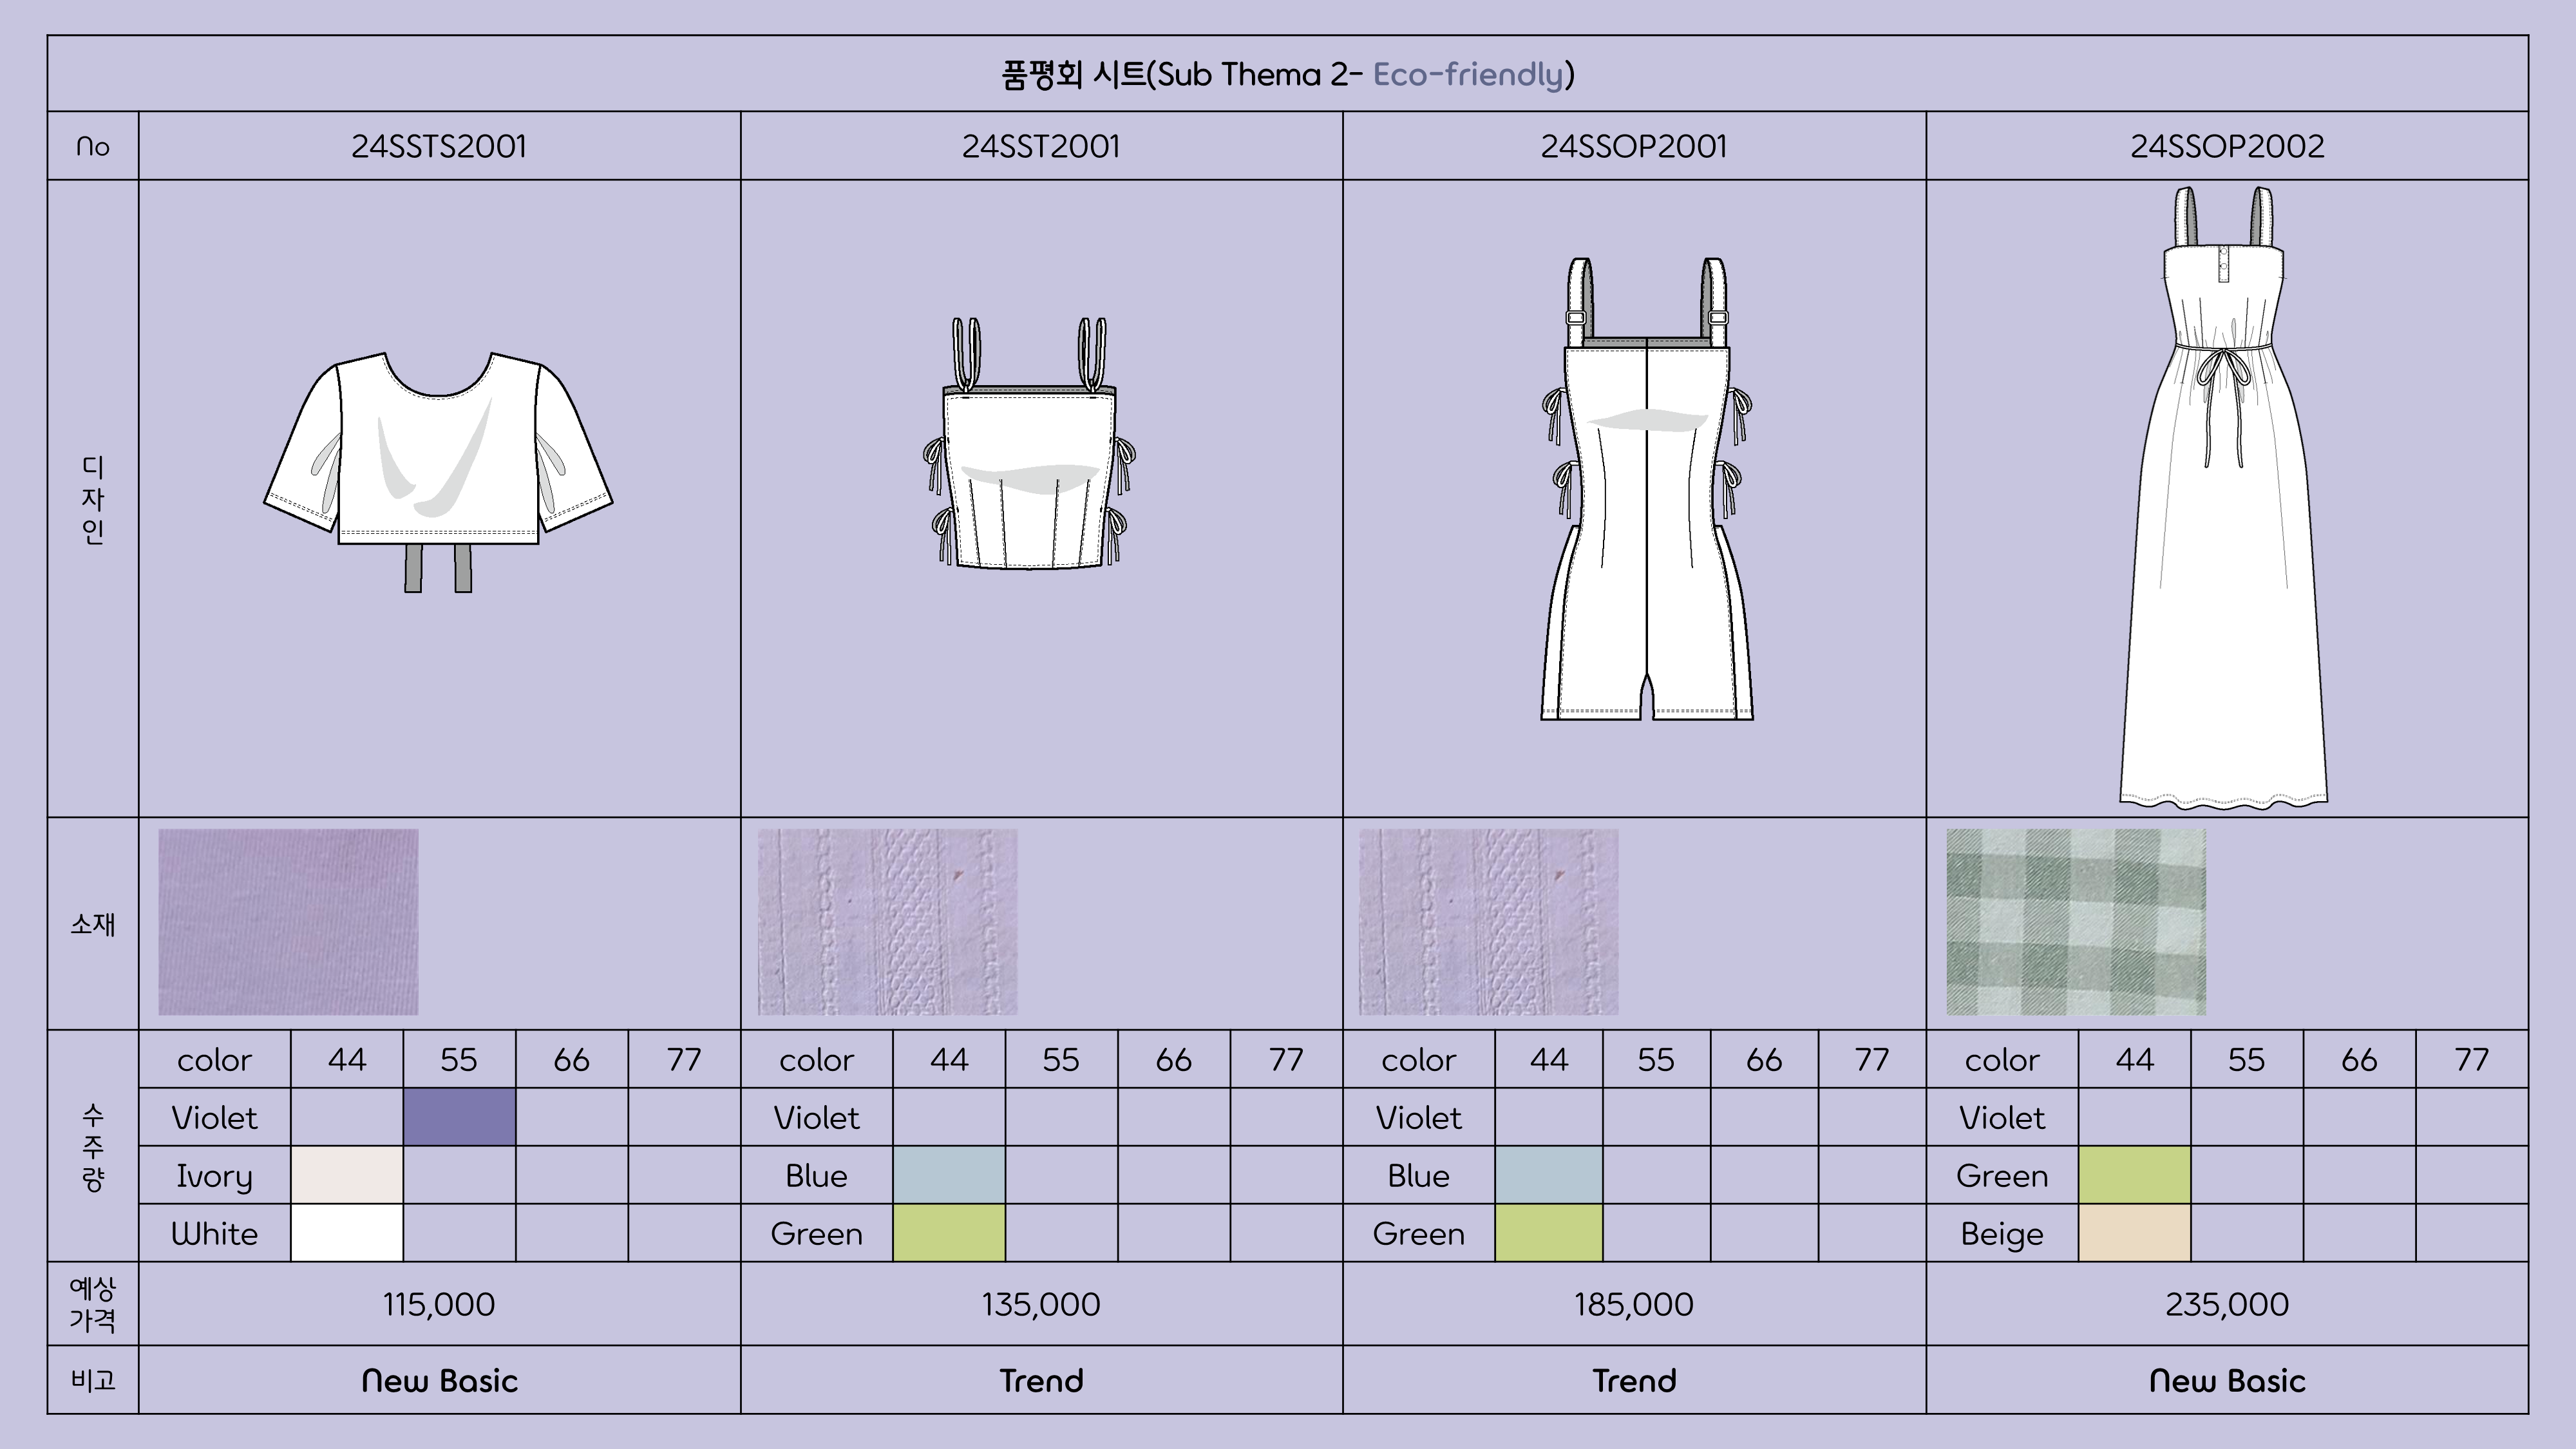 품평회 시트(Sub Thema 2- Eco-friendly)
No 24SSTS2001 24SST2001 24SSOP2001 24SSOP2002
디
자
인
소재
수
주
량
color 44 55 66 77 color 44 55 66 77 color 44 55 66 77 color 44 55 66 77
Violet Violet Violet Violet
Ivory Blue Blue Green
White Green Green Beige
예상
가격
115,000 135,000 185,000 235,000
비고 New Basic Trend Trend New Basic